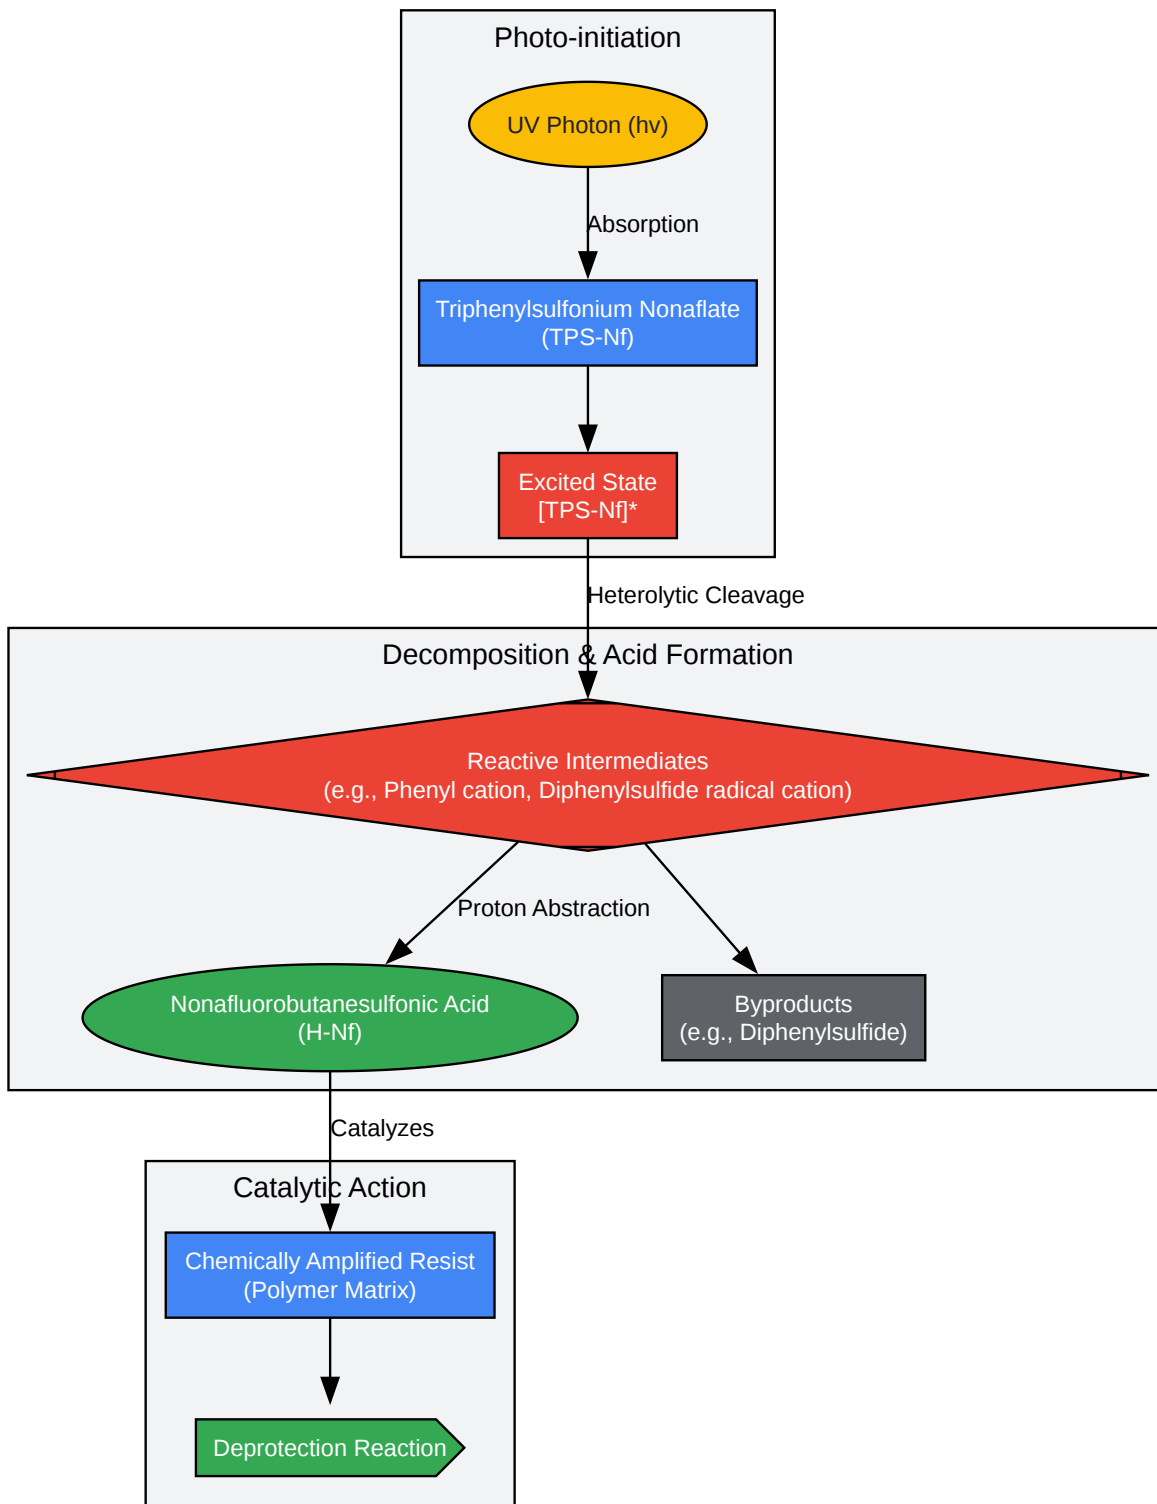 Photo-initiation
UV Photon (hv)
Absorption
Triphenylsulfonium Nonaflate
(TPS-Nf)
Excited State
[TPS-Nf]*
Heterolytic Cleavage
Decomposition & Acid Formation
Reactive Intermediates
(e.g., Phenyl cation, Diphenylsulfide radical cation)
Proton Abstraction
Nonafluorobutanesulfonic Acid
(H-Nf)
Byproducts
(e.g., Diphenylsulfide)
Catalyzes
Catalytic Action
Chemically Amplified Resist
(Polymer Matrix)
Deprotection Reaction